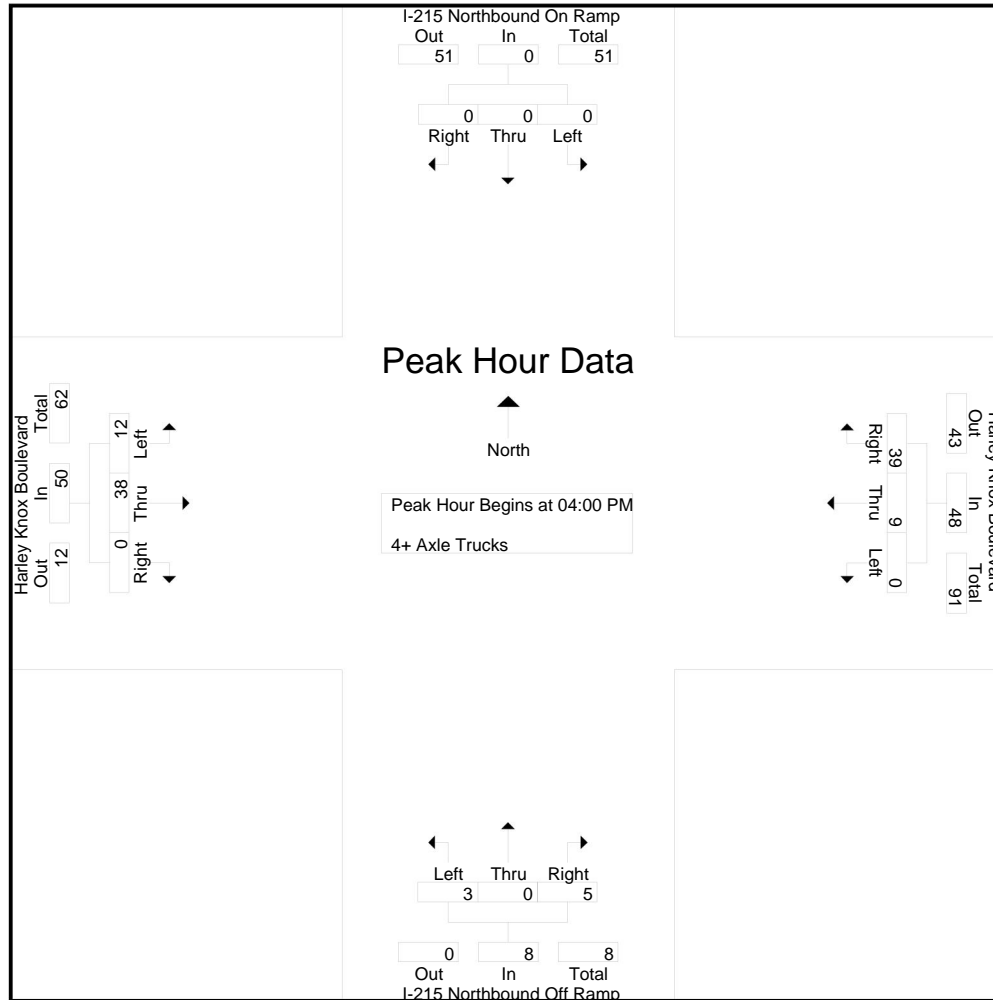 I-215 Northbound On Ramp
Out In Total
51 0 51
0 0 0
Right Thru Left
Peak Hour Data
North
Peak Hour Begins at 04:00 PM
4+ Axle Trucks
Harley Knox Boulevard
Out In Total
12 50 62
Right Thru Left
0 38 12
Harley Knox Boulevard
Out In Total
43 48 91
Right Thru Left
39 9 0
Left Thru Right
3 0 5
0 8 8
Out In Total
I-215 Northbound Off Ramp